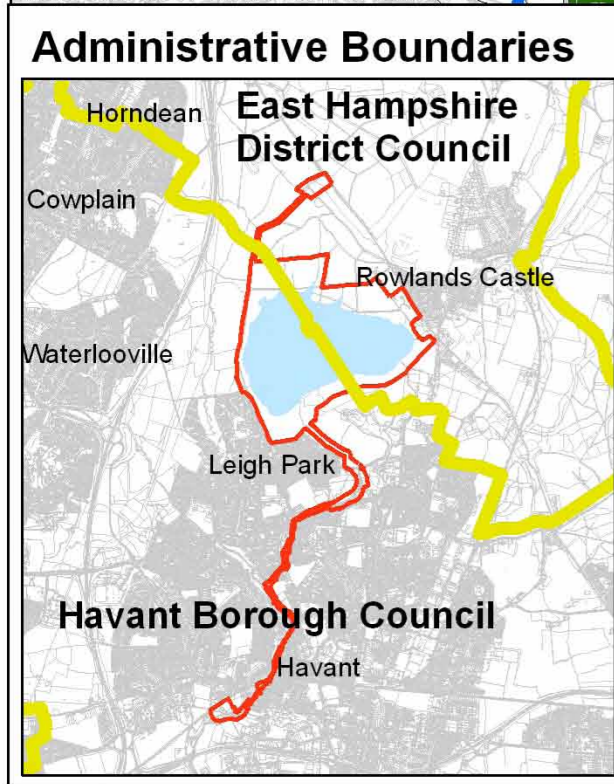 Administrative Boundaries
Horndean
East Hampshire
District Council
Cowplain
Rowlands Castle
Waterlooville
Leigh Park
Havant Borough Council
Havant